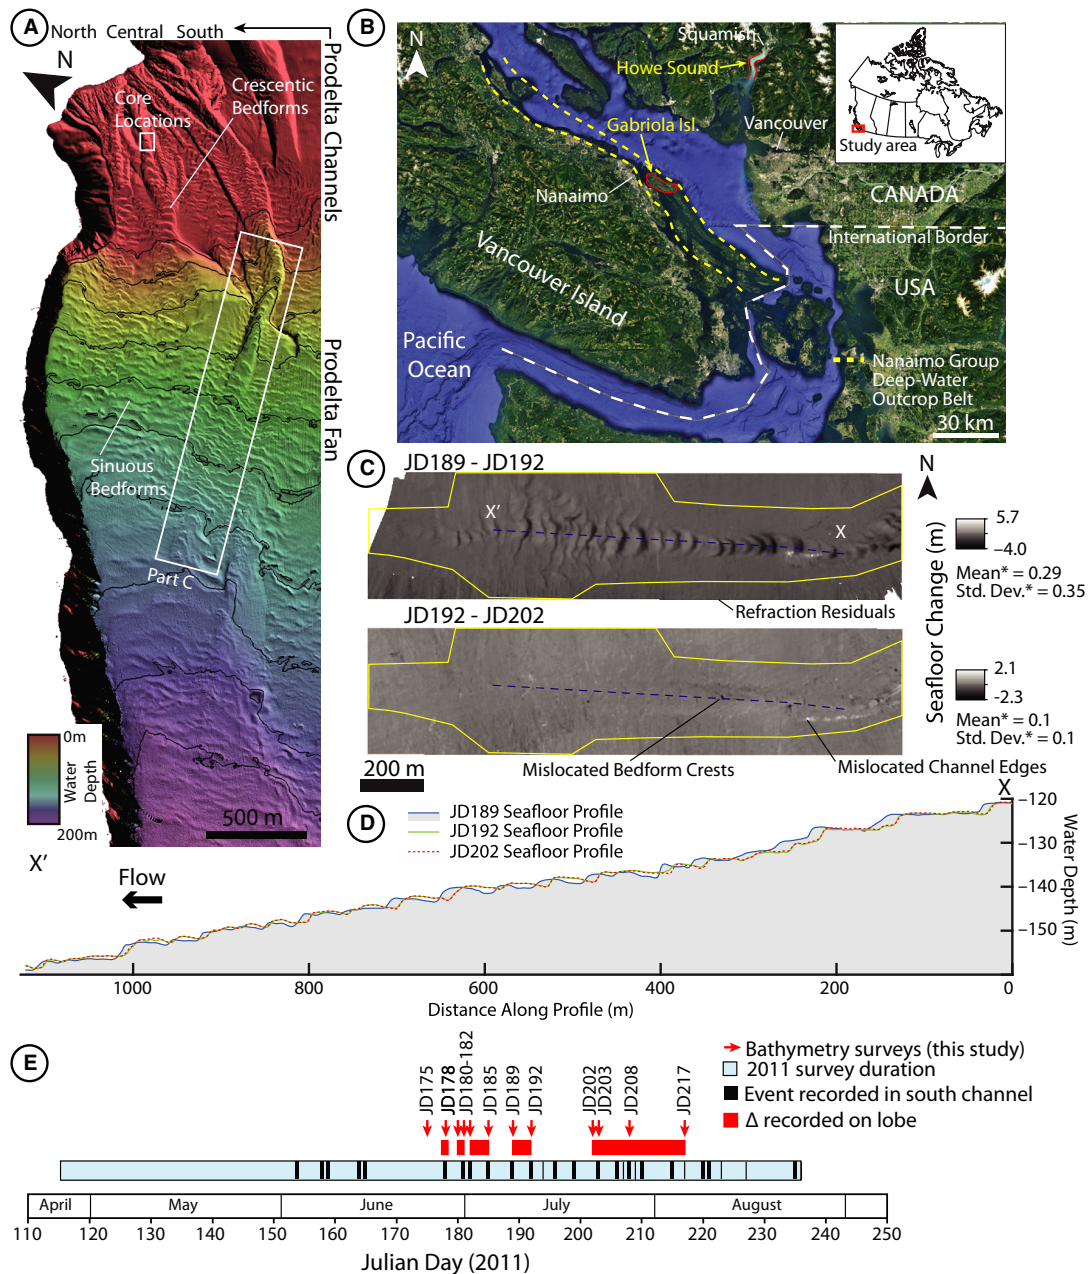 A
North Central South
N
Core
Locations
Crescentic
Bedforms
Prodelta Channels
Prodelta Fan
Sinuous
Bedforms
Part C
0m
Water
Depth
200m
500 m
B
N
Squamish
Howe Sound
Gabriola Isl.
Vancouver
Nanaimo
Study area
CANADA
International Border
USA
Vancouver Island
Pacific
Ocean
Nanaimo Group
Deep-Water
Outcrop Belt
30 km
C
JD189 - JD192
N
X'
X
Refraction Residuals
JD192 - JD202
Mislocated Bedform Crests
Mislocated Channel Edges
200 m
Seafloor Change (m)
5.7
−4.0
Mean* = 0.29
Std. Dev.* = 0.35
2.1
-2.3
Mean* = 0.1
Std. Dev.* = 0.1
D
JD189 Seafloor Profile
JD192 Seafloor Profile
JD202 Seafloor Profile
X'
X
Flow
−120
−130
−140
−150
Water Depth (m)
1000 800 600 400 200 0
Distance Along Profile (m)
E
JD175
JD178
JD180-182
JD185
JD189
JD192
JD202
JD203
JD208
JD217
Bathymetry surveys (this study)
2011 survey duration
Event recorded in south channel
Δ recorded on lobe
April May June July August
110 120 130 140 150 160 170 180 190 200 210 220 230 240 250
Julian Day (2011)